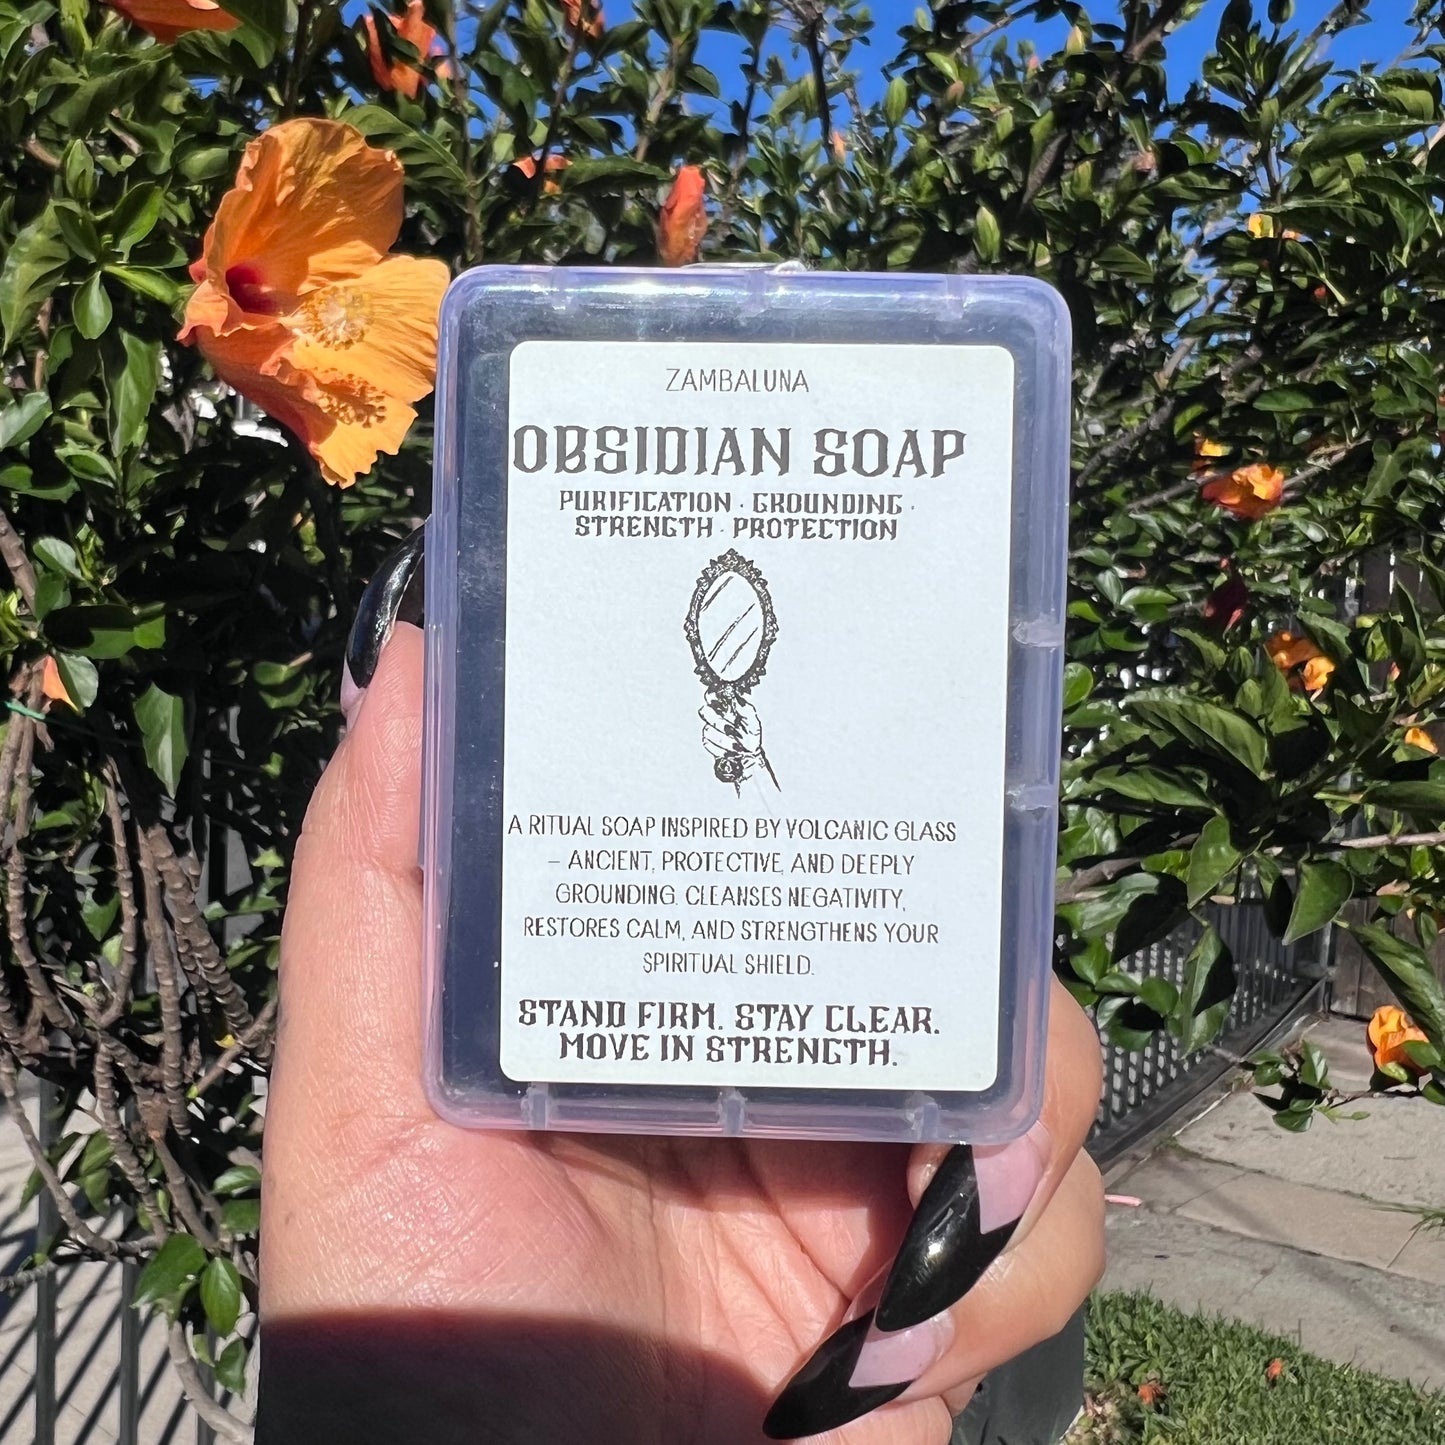 ZAMBALUNA
OBSIDIAN SOAP
PURIFICATION · GROUNDING ·
STRENGTH · PROTECTION
A RITUAL SOAP INSPIRED BY VOLCANIC GLASS
– ANCIENT, PROTECTIVE, AND DEEPLY
GROUNDING. CLEANSES NEGATIVITY,
RESTORES CALM, AND STRENGTHENS YOUR
SPIRITUAL SHIELD.
STAND FIRM. STAY CLEAR.
MOVE IN STRENGTH.